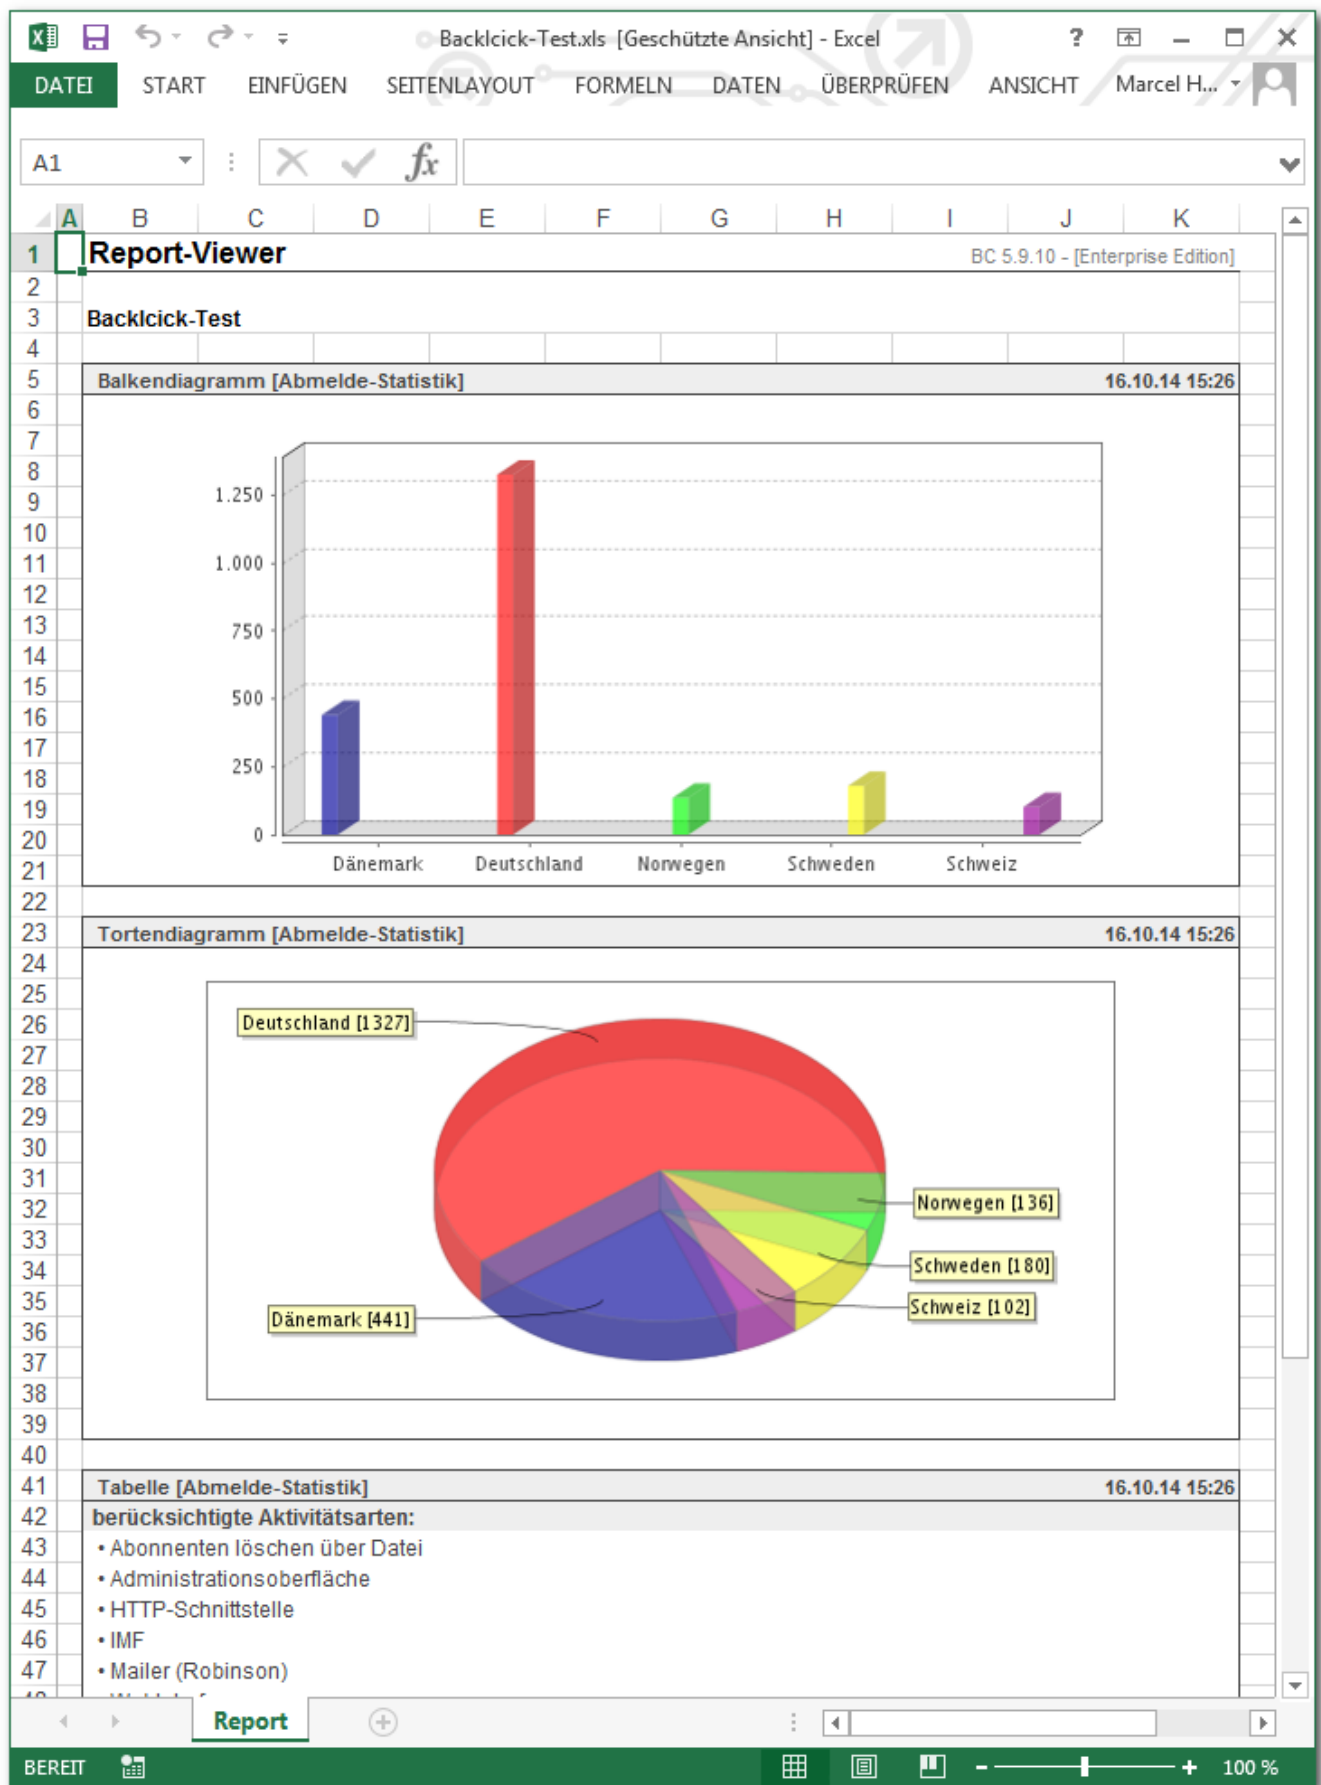 Backlcick-Test.xls [Geschützte Ansicht] - Excel
DATEI START EINFÜGEN SEITENLAYOUT FORMELN DATEN ÜBERPRÜFEN ANSICHT Marcel H...
A1 fx
A B C D E F G H I J K
1 Report-Viewer BC 5.9.10 - [Enterprise Edition]
2
3 Backlcick-Test
4
5 Balkendiagramm [Abmelde-Statistik] 16.10.14 15:26
6
7
8
1.250
9
10
1.000
11
12
13
750
14
15
500
16
17
250
18
19
0
20
Dänemark Deutschland Norwegen Schweden Schweiz
21
22
23 Tortendiagramm [Abmelde-Statistik] 16.10.14 15:26
24
25
26 Deutschland [1327]
27
28
29
30
31
32 Norwegen [136]
33
34 Schweden [180]
35 Schweiz [102]
36 Dänemark [441]
37
38
39
40
41 Tabelle [Abmelde-Statistik] 16.10.14 15:26
42 berücksichtigte Aktivitätsarten:
43 • Abonnenten löschen über Datei
44 • Administrationsoberfläche
45 • HTTP-Schnittstelle
46 • IMF
47 • Mailer (Robinson)
Report
BEREIT 100 %